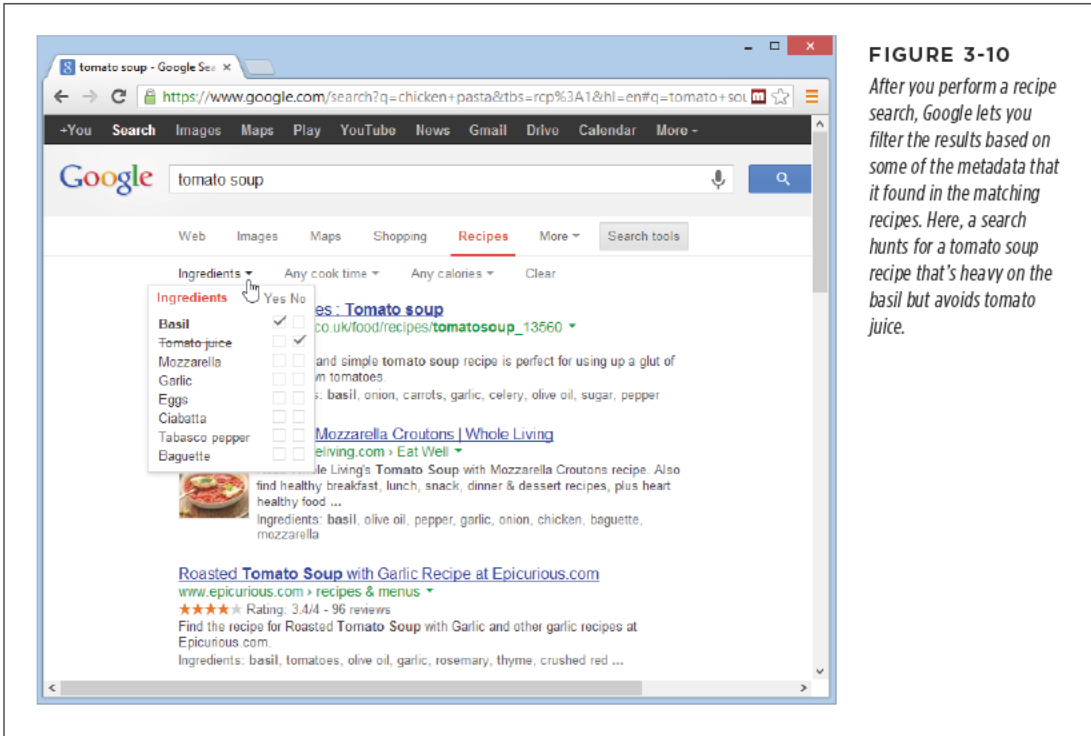 tomato soup - Google Sea
https://www.google.com/search?q=chicken+pasta&tbs=rcp%3A1&hl=en#q=tomato+sou
+You Search Images Maps Play YouTube News Gmail Drive Calendar More
Google tomato soup
Web Images Maps Shopping Recipes More Search tools
Ingredients Any cook time Any calories Clear
Ingredients Yes No
Basil
Tomato juice
Mozzarella
Garlic
Eggs
Ciabatta
Tabasco pepper
Baguette
es : Tomato soup
co.uk/food/recipes/tomatosoup_13560
and simple tomato soup recipe is perfect for using up a glut of
tomatoes.
basil, onion, carrots, garlic, celery, olive oil, sugar, pepper
Mozzarella Croutons | Whole Living
eliving.com › Eat Well
Living's Tomato Soup with Mozzarella Croutons recipe. Also
find healthy breakfast, lunch, snack, dinner & dessert recipes, plus heart
healthy food ...
Ingredients: basil, olive oil, pepper, garlic, onion, chicken, baguette,
mozzarella
Roasted Tomato Soup with Garlic Recipe at Epicurious.com
www.epicurious.com › recipes & menus
Rating: 3.4/4 - 96 reviews
Find the recipe for Roasted Tomato Soup with Garlic and other garlic recipes at
Epicurious.com.
Ingredients: basil, tomatoes, olive oil, garlic, rosemary, thyme, crushed red ...
FIGURE 3-10
After you perform a recipe
search, Google lets you
filter the results based on
some of the metadata that
it found in the matching
recipes. Here, a search
hunts for a tomato soup
recipe that's heavy on the
basil but avoids tomato
juice.